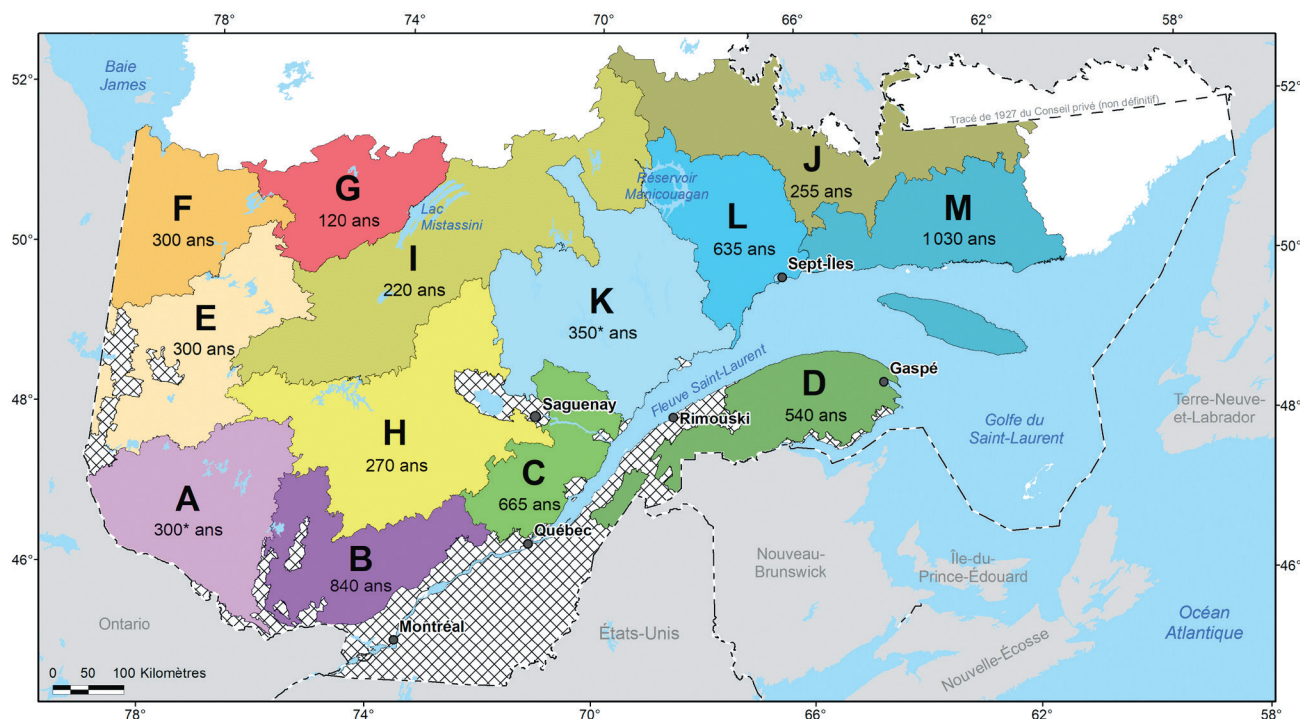 78° 74° 70° 66° 62° 58°
Baie
James
52°
52°
Tracé de 1927 du Conseil privé (non définitif)
G
120 ans
J
255 ans
F
300 ans
Réservoir
Manicouagan
L
635 ans
M
1 030 ans
Lac
Mistassini
50°
50°
I
220 ans
Sept-Îles
K
350* ans
E
300 ans
Fleuve Saint-Laurent
Gaspé
D
540 ans
48°
48°
Saguenay
Rimouski
Terre-Neuve-
et-Labrador
Golfe du
Saint-Laurent
H
270 ans
C
665 ans
A
300* ans
Québec
B
840 ans
46°
46°
Nouveau-
Brunswick
Île-du-
Prince-Édouard
Ontario
Montréal
États-Unis
Nouvelle-Écosse
Océan
Atlantique
0 50 100 Kilomètres
78° 74° 70° 66° 62° 58°